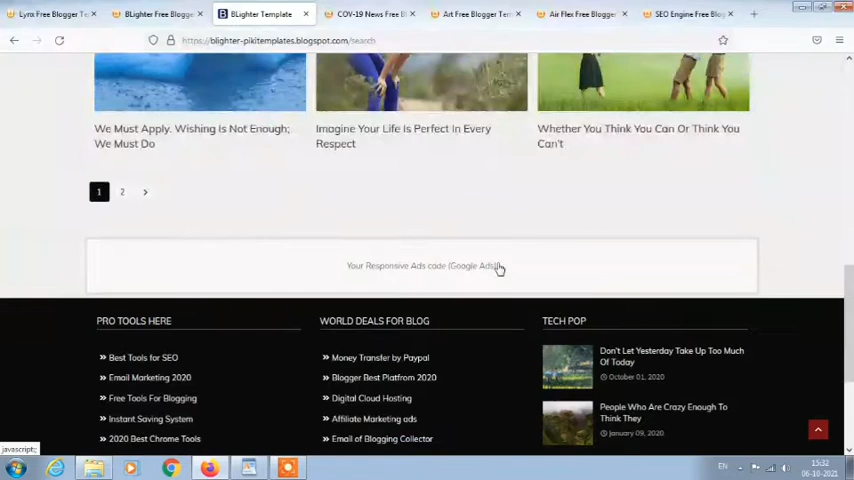 Lynx Free Blogger Te
BLighter Free Blogge
BLighter Template
COV-19 News Free Bl
Art Free Blogger Tem
Air Flex Free Blogger
SEO Engine Free Blog
https://blighter-pikitemplates.blogspot.com/search
We Must Apply. Wishing Is Not Enough;
We Must Do
Imagine Your Life Is Perfect In Every
Respect
Whether You Think You Can Or Think You
Can't
1 2
Your Responsive Ads code (Google Ads)
PRO TOOLS HERE
Best Tools for SEO
Email Marketing 2020
Free Tools For Blogging
Instant Saving System
2020 Best Chrome Tools
WORLD DEALS FOR BLOG
Money Transfer by Paypal
Blogger Best Platfrom 2020
Digital Cloud Hosting
Affiliate Marketing ads
Email of Blogging Collector
TECH POP
Don't Let Yesterday Take Up Too Much
Of Today
October 01, 2020
People Who Are Crazy Enough To
Think They
January 09, 2020
javascript:;
EN
15:32
06-10-2021